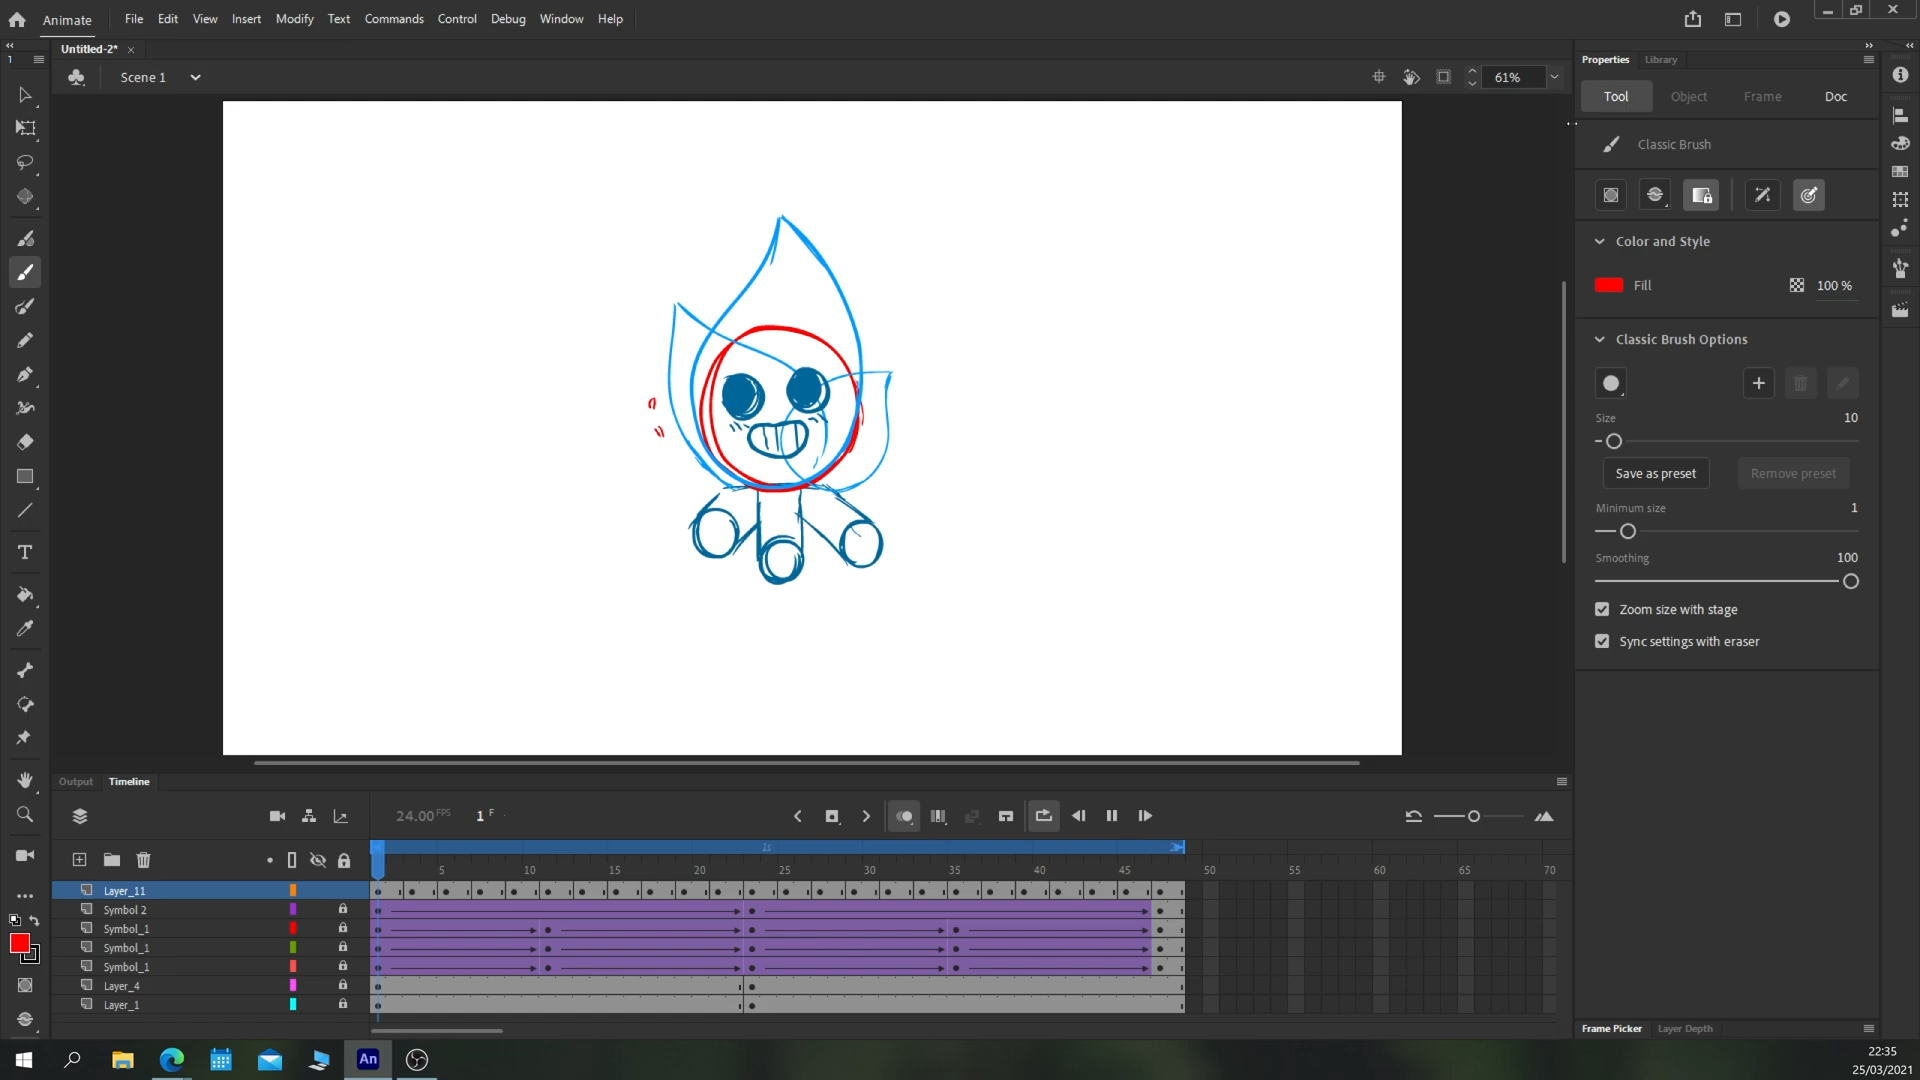 Animate File Edit View Insert Modify Text Commands Control Debug Window Help
Untitled-2*
1
Scene 1
61%
Properties Library
Tool Object Frame Doc
Classic Brush
Color and Style
Fill 100 %
Classic Brush Options
Size 10
Save as preset Remove preset
Minimum size 1
Smoothing 100
Zoom size with stage
Sync settings with eraser
Output Timeline
24.00 FPS 1 F
1s 2s
5 10 15 20 25 30 35 40 45 50 55 60 65 70
Layer_11
Symbol 2
Symbol_1
Symbol_1
Symbol_1
Layer_4
Layer_1
Frame Picker Layer Depth
An
22:35
25/03/2021